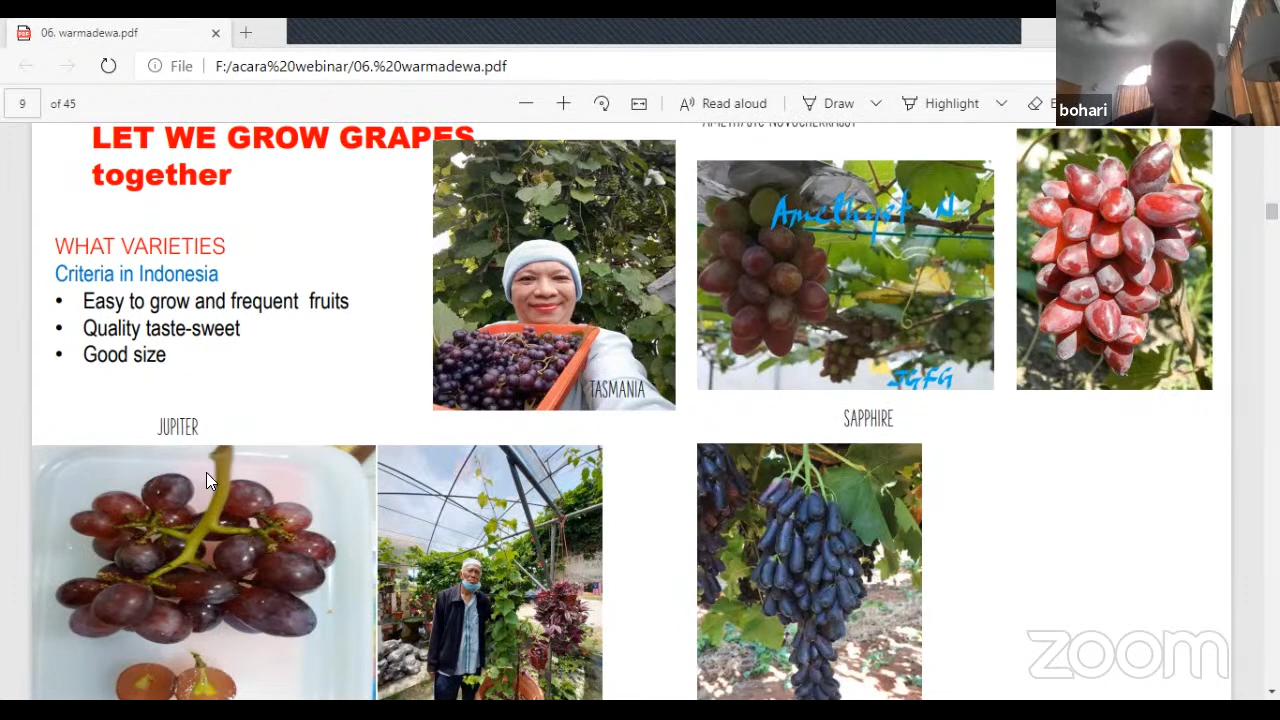 06. warmadewa.pdf
File
F:/acara%20webinar/06.%20warmadewa.pdf
9 of 45
Read aloud
Draw
Highlight
bohari
LET WE GROW GRAPES
together
WHAT VARIETIES
Criteria in Indonesia
• Easy to grow and frequent fruits
• Quality taste-sweet
• Good size
TASMANIA
Amethyst N.
JGFG
JUPITER
SAPPHIRE
zoom